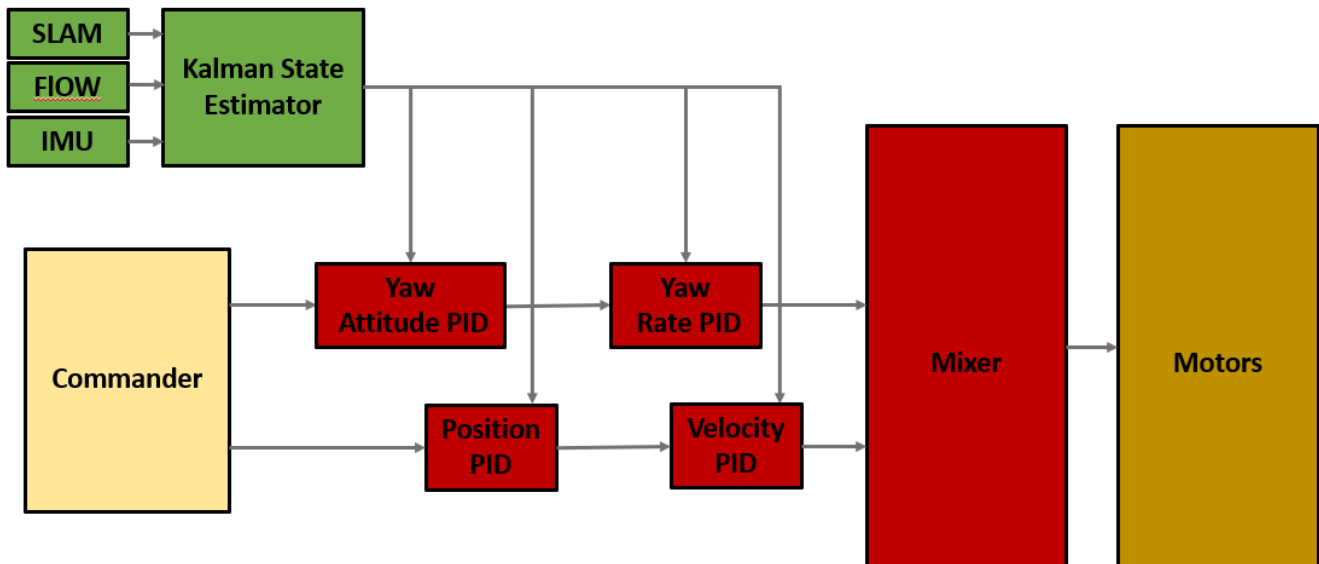 SLAM
FlOW
IMU
Kalman State
Estimator
Commander
Yaw
Attitude PID
Yaw
Rate PID
Position
PID
Velocity
PID
Mixer
Motors